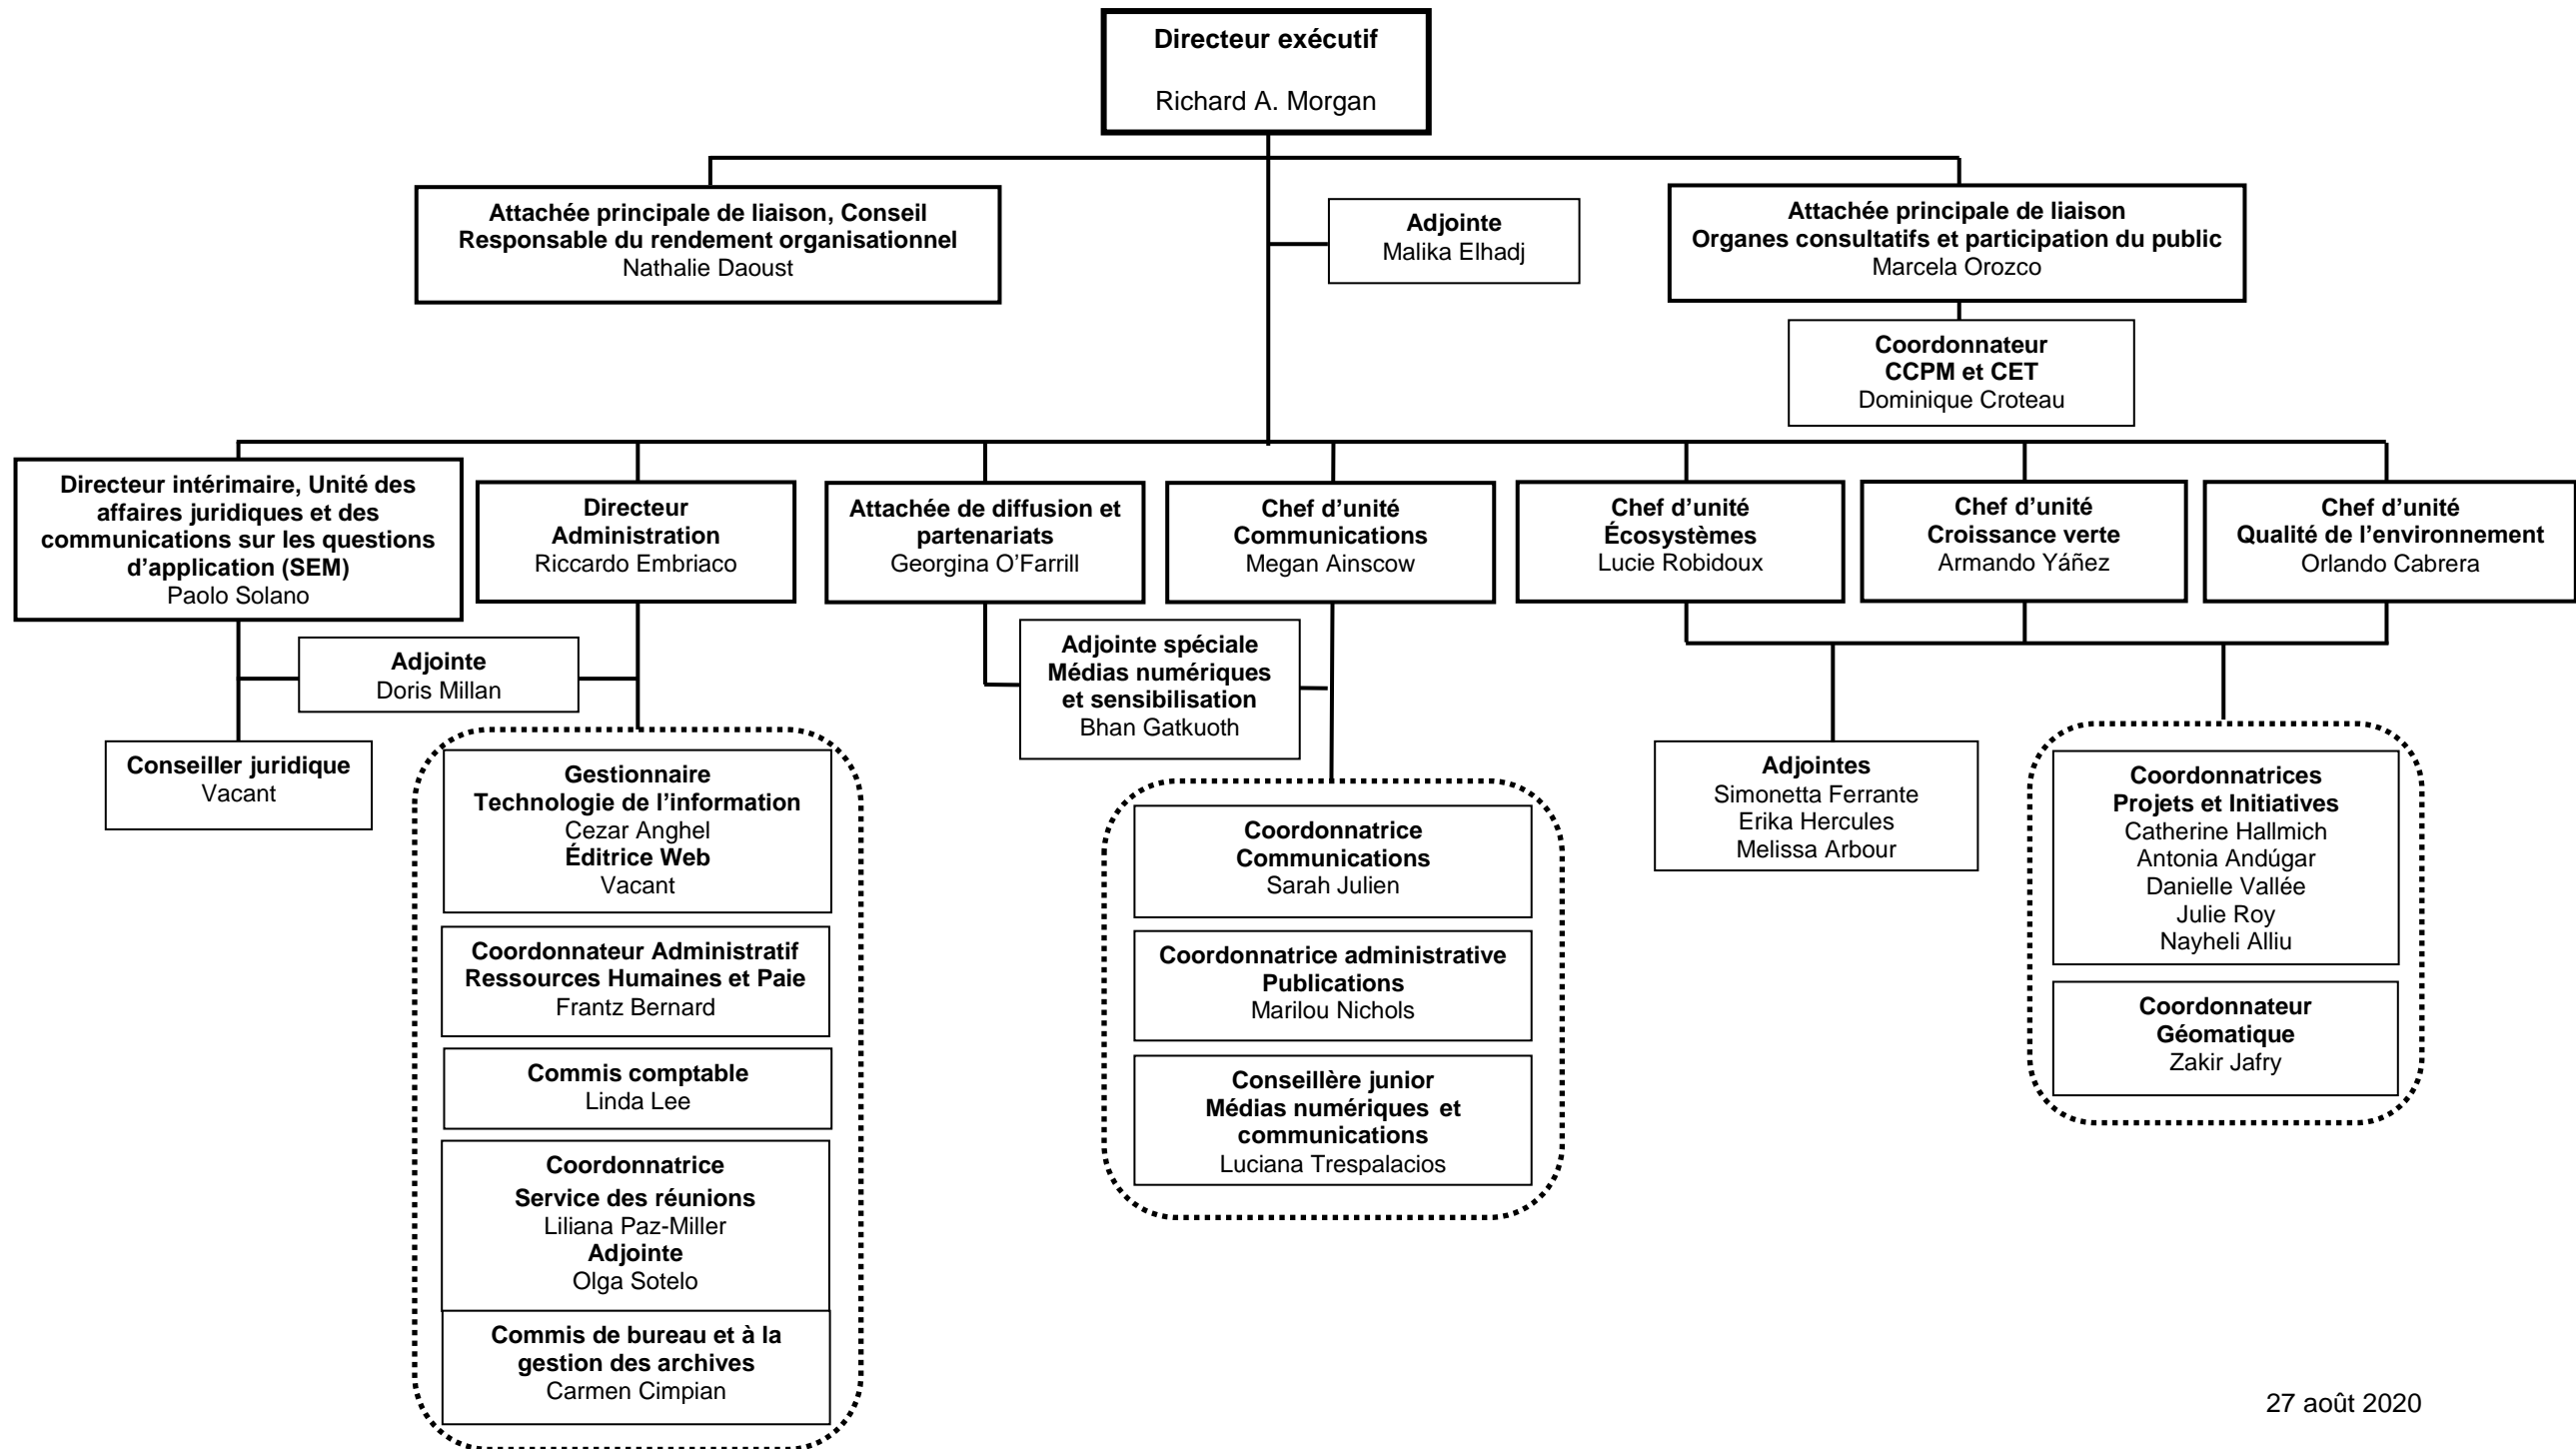 Directeur exécutif
Richard A. Morgan
Attachée principale de liaison, Conseil
Responsable du rendement organisationnel
Nathalie Daoust
Adjointe
Malika Elhadj
Attachée principale de liaison
Organes consultatifs et participation du public
Marcela Orozco
Coordonnateur
CCPM et CET
Dominique Croteau
Directeur intérimaire, Unité des
affaires juridiques et des
communications sur les questions
d’application (SEM)
Paolo Solano
Directeur
Administration
Riccardo Embriaco
Attachée de diffusion et
partenariats
Georgina O’Farrill
Chef d’unité
Communications
Megan Ainscow
Chef d’unité
Écosystèmes
Lucie Robidoux
Chef d’unité
Croissance verte
Armando Yáñez
Chef d’unité
Qualité de l’environnement
Orlando Cabrera
Adjointe
Doris Millan
Adjointe spéciale
Médias numériques
et sensibilisation
Bhan Gatkuoth
Conseiller juridique
Vacant
Gestionnaire
Technologie de l’information
Cezar Anghel
Éditrice Web
Vacant
Coordonnateur Administratif
Ressources Humaines et Paie
Frantz Bernard
Commis comptable
Linda Lee
Coordonnatrice
Service des réunions
Liliana Paz-Miller
Adjointe
Olga Sotelo
Commis de bureau et à la
gestion des archives
Carmen Cimpian
Coordonnatrice
Communications
Sarah Julien
Coordonnatrice administrative
Publications
Marilou Nichols
Conseillère junior
Médias numériques et
communications
Luciana Trespalacios
Adjointes
Simonetta Ferrante
Erika Hercules
Melissa Arbour
Coordonnatrices
Projets et Initiatives
Catherine Hallmich
Antonia Andúgar
Danielle Vallée
Julie Roy
Nayheli Alliu
Coordonnateur
Géomatique
Zakir Jafry
27 août 2020